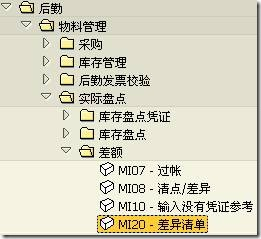 后勤
物料管理
采购
库存管理
后勤发票校验
实际盘点
库存盘点凭证
库存盘点
差额
MI07 - 过帐
MI08 - 清点/差异
MI10 - 输入没有凭证参考
MI20 - 差异清单